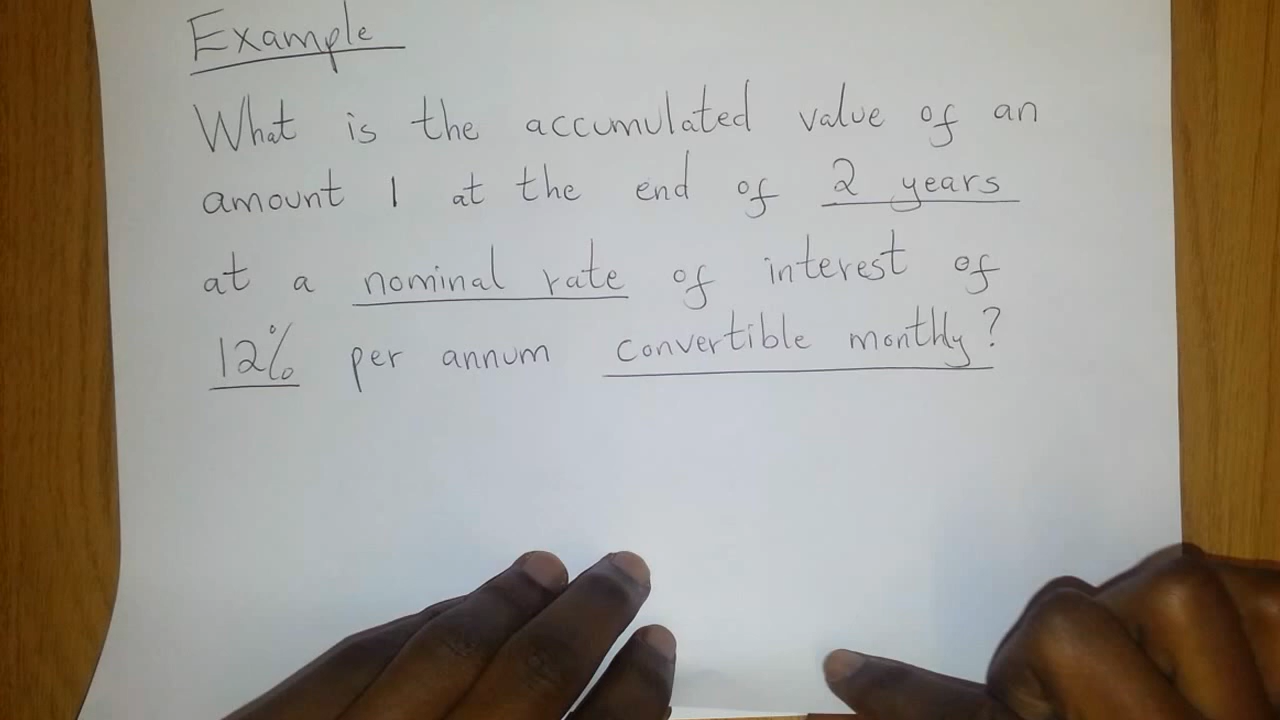 Example
What is the accumulated value of an
amount 1 at the end of 2 years
at a nominal rate of interest of
12% per annum convertible monthly?